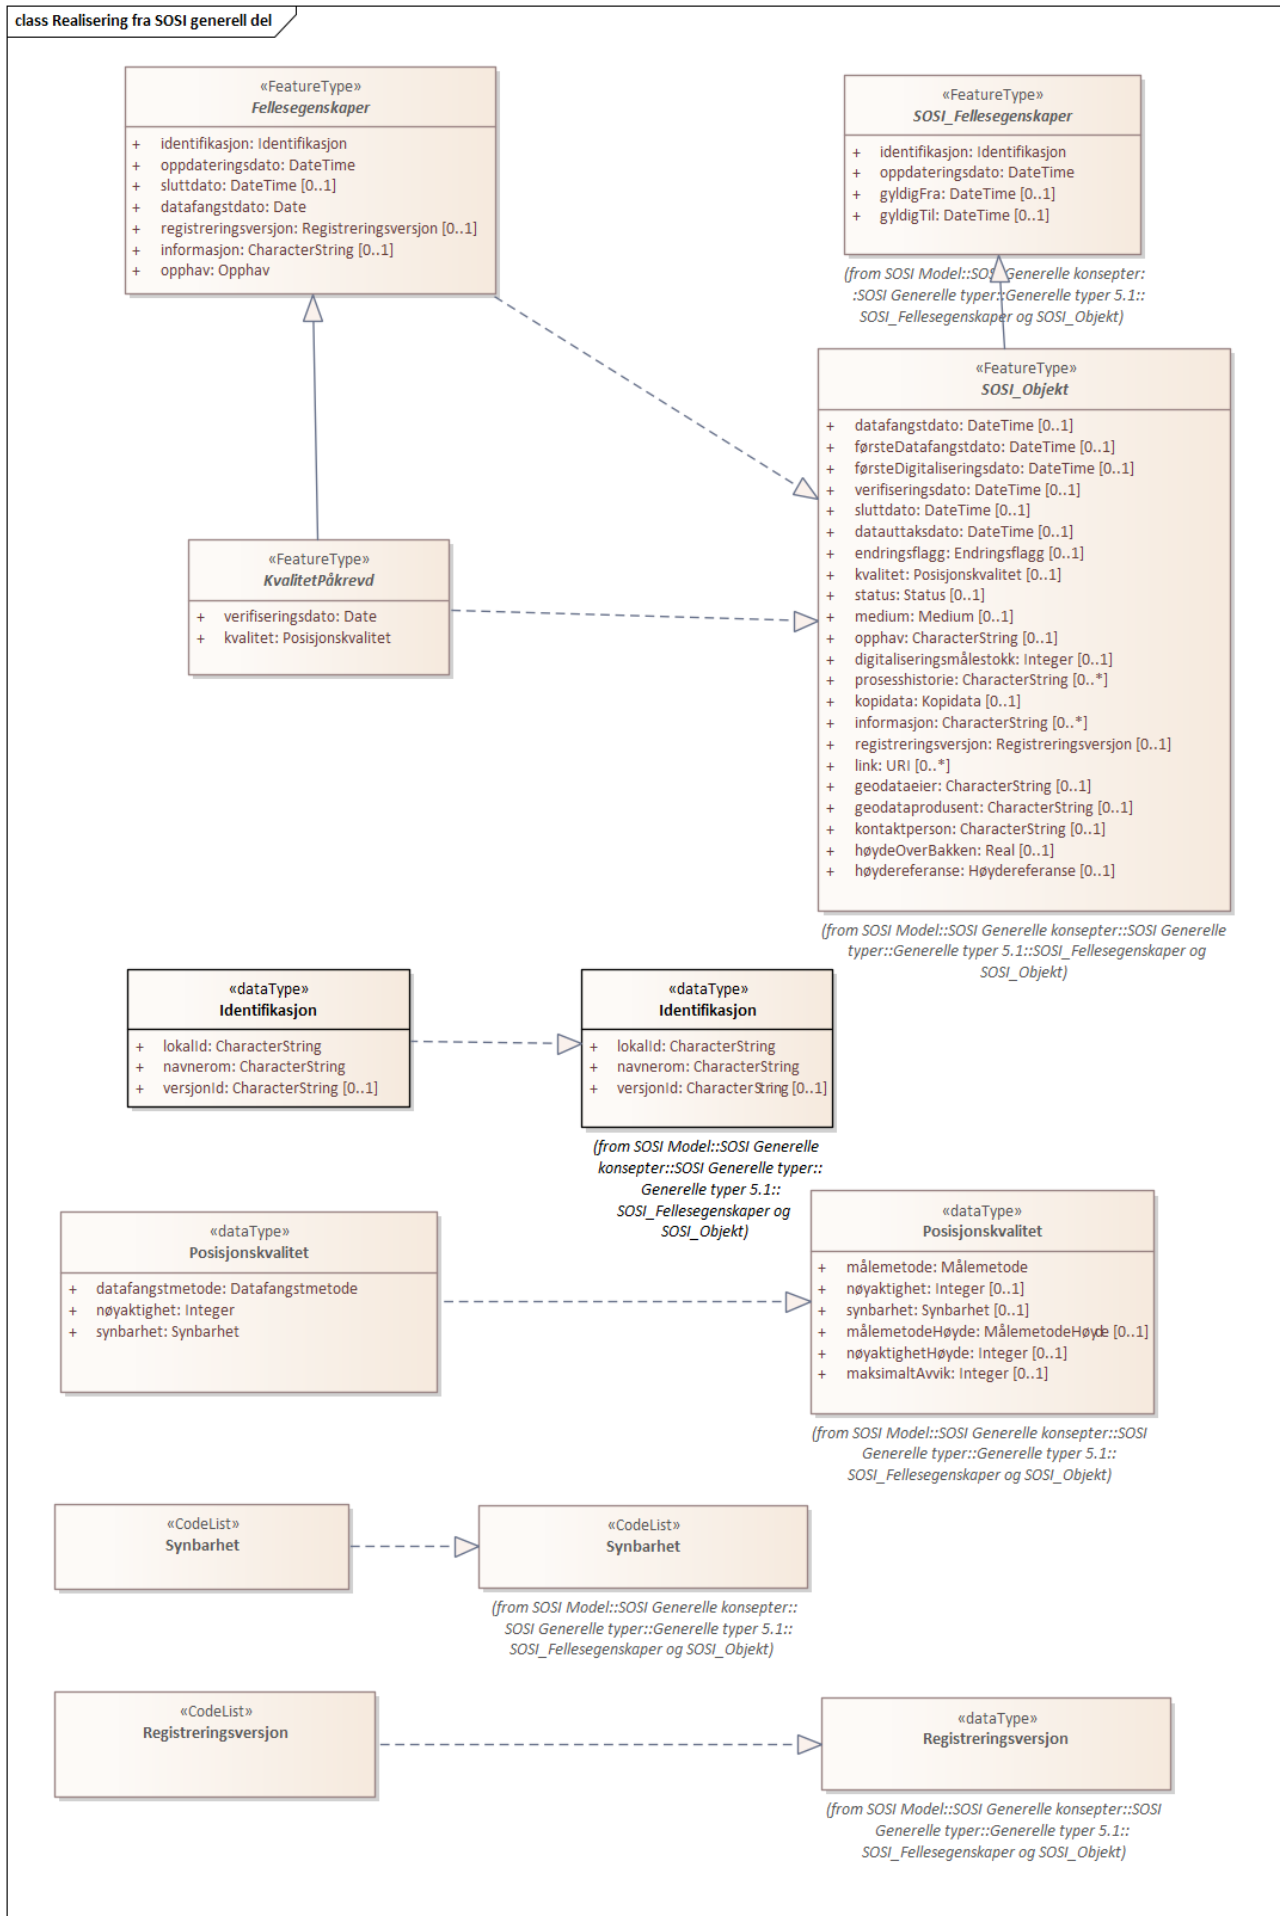 class Realisering fra SOSI generell del
«FeatureType»
Fellesegenskaper
+ identifikasjon: Identifikasjon
+ oppdateringsdato: DateTime
+ sluttdato: DateTime [0..1]
+ datafangstdato: Date
+ registreringsversjon: Registreringsversjon [0..1]
+ informasjon: CharacterString [0..1]
+ opphav: Opphav
«FeatureType»
SOSI_Fellesegenskaper
+ identifikasjon: Identifikasjon
+ oppdateringsdato: DateTime
+ gyldigFra: DateTime [0..1]
+ gyldigTil: DateTime [0..1]
(from SOSI Model::SOSI Generelle konsepter:
:SOSI Generelle typer::Generelle typer 5.1::
SOSI_Fellesegenskaper og SOSI_Objekt)
«FeatureType»
SOSI_Objekt
+ datafangstdato: DateTime [0..1]
+ førsteDatafangstdato: DateTime [0..1]
+ førsteDigitaliseringsdato: DateTime [0..1]
+ verifiseringsdato: DateTime [0..1]
+ sluttdato: DateTime [0..1]
+ datauttaksdato: DateTime [0..1]
+ endringsflagg: Endringsflagg [0..1]
+ kvalitet: Posisjonskvalitet [0..1]
+ status: Status [0..1]
+ medium: Medium [0..1]
+ opphav: CharacterString [0..1]
+ digitaliseringsmålestokk: Integer [0..1]
+ prosesshistorie: CharacterString [0..*]
+ kopidata: Kopidata [0..1]
+ informasjon: CharacterString [0..*]
+ registreringsversjon: Registreringsversjon [0..1]
+ link: URI [0..*]
+ geodataeier: CharacterString [0..1]
+ geodataprodusent: CharacterString [0..1]
+ kontaktperson: CharacterString [0..1]
+ høydeOverBakken: Real [0..1]
+ høydereferanse: Høydereferanse [0..1]
(from SOSI Model::SOSI Generelle konsepter::SOSI Generelle
typer::Generelle typer 5.1::SOSI_Fellesegenskaper og
SOSI_Objekt)
«FeatureType»
KvalitetPåkrevd
+ verifiseringsdato: Date
+ kvalitet: Posisjonskvalitet
«dataType»
Identifikasjon
+ lokalId: CharacterString
+ navnerom: CharacterString
+ versjonId: CharacterString [0..1]
«dataType»
Identifikasjon
+ lokalId: CharacterString
+ navnerom: CharacterString
+ versjonId: CharacterString [0..1]
(from SOSI Model::SOSI Generelle
konsepter::SOSI Generelle typer::
Generelle typer 5.1::
SOSI_Fellesegenskaper og
SOSI_Objekt)
«dataType»
Posisjonskvalitet
+ datafangstmetode: Datafangstmetode
+ nøyaktighet: Integer
+ synbarhet: Synbarhet
«dataType»
Posisjonskvalitet
+ målemetode: Målemetode
+ nøyaktighet: Integer [0..1]
+ synbarhet: Synbarhet [0..1]
+ målemetodeHøyde: MålemetodeHøyde [0..1]
+ nøyaktighetHøyde: Integer [0..1]
+ maksimaltAvvik: Integer [0..1]
(from SOSI Model::SOSI Generelle konsepter::SOSI
Generelle typer::Generelle typer 5.1::
SOSI_Fellesegenskaper og SOSI_Objekt)
«CodeList»
Synbarhet
«CodeList»
Synbarhet
(from SOSI Model::SOSI Generelle konsepter::
SOSI Generelle typer::Generelle typer 5.1::
SOSI_Fellesegenskaper og SOSI_Objekt)
«CodeList»
Registreringsversjon
«dataType»
Registreringsversjon
(from SOSI Model::SOSI Generelle konsepter::SOSI
Generelle typer::Generelle typer 5.1::
SOSI_Fellesegenskaper og SOSI_Objekt)